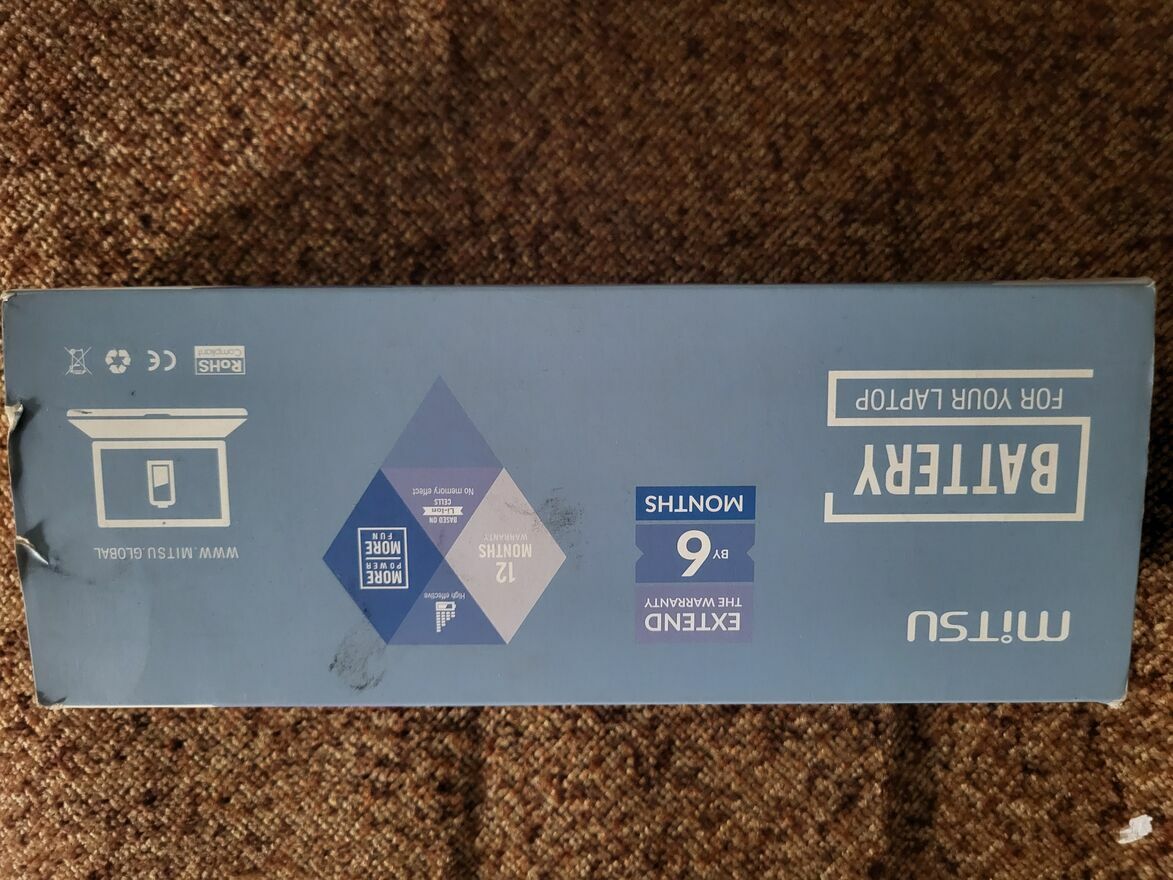 mitsu
BATTERY
FOR YOUR LAPTOP
EXTEND
THE WARRANTY
BY 6
MONTHS
High effective
MORE
POWER
MORE
FUN
12
MONTHS
WARRANTY
BASED ON
Li-Ion
CELLS
No memory effect
WWW.MITSU.GLOBAL
CE
RoHS
Compliant